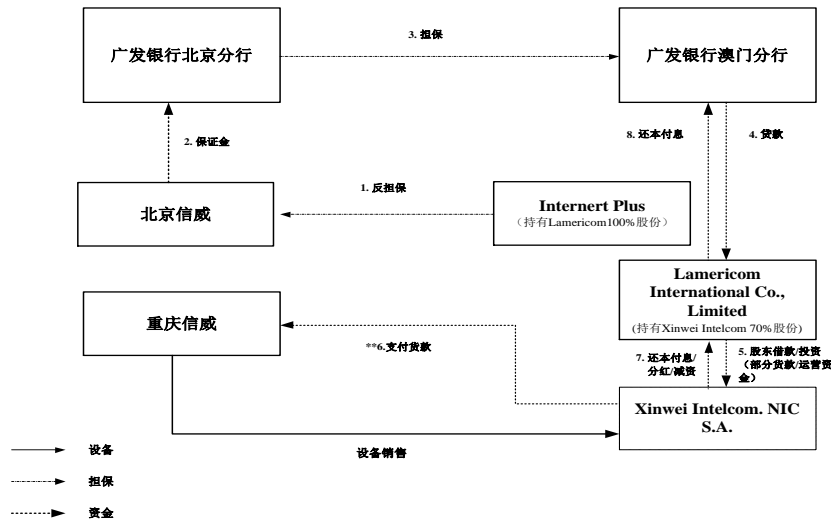 广发银行北京分行
3. 担保
广发银行澳门分行
2. 保证金
8. 还本付息
4. 贷款
1. 反担保
北京信威
Internert Plus
（持有Lamericom100%股份）
Lamericom
International Co.,
Limited
(持有Xinwei Intelcom 70%股份)
重庆信威
**6.支付货款
7. 还本付息/
分红/减资
5. 股东借款/投资
（部分货款/运营资
金）
Xinwei Intelcom. NIC
S.A.
设备销售
设备
担保
资金